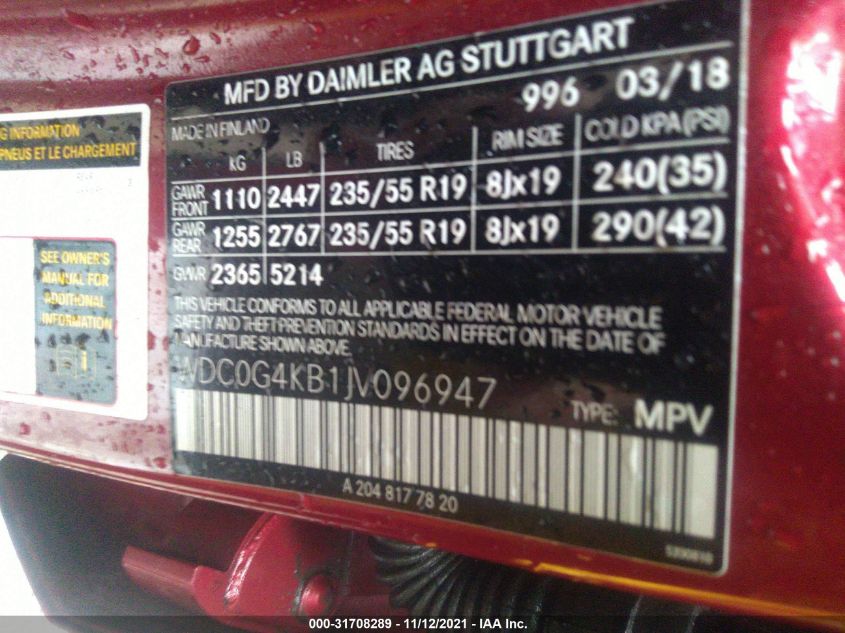 G INFORMATION
PNEUS ET LE CHARGEMENT
SEE OWNER'S
MANUAL FOR
ADDITIONAL
INFORMATION
MFD BY DAIMLER AG STUTTGART
996 03/18
MADE IN FINLAND
KG LB TIRES RIM SIZE COLD KPA (PSI)
GAWR FRONT 1110 2447 235/55 R19 8Jx19 240(35)
GAWR REAR 1255 2767 235/55 R19 8Jx19 290(42)
GVWR 2365 5214
THIS VEHICLE CONFORMS TO ALL APPLICABLE FEDERAL MOTOR VEHICLE
SAFETY AND THEFT PREVENTION STANDARDS IN EFFECT ON THE DATE OF
MANUFACTURE SHOWN ABOVE.
WDC0G4KB1JV096947
TYPE: MPV
A 204 817 78 20
000-31708289 - 11/12/2021 - IAA Inc.